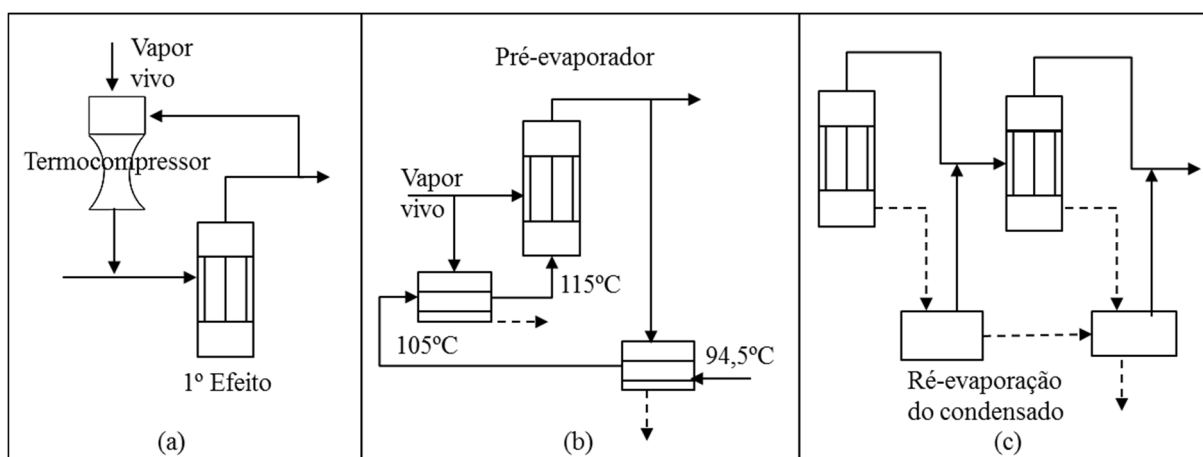 Vapor
vivo
Termocompressor
1º Efeito
(a)
Pré-evaporador
Vapor
vivo
115ºC
105ºC
94,5ºC
(b)
Ré-evaporação
do condensado
(c)